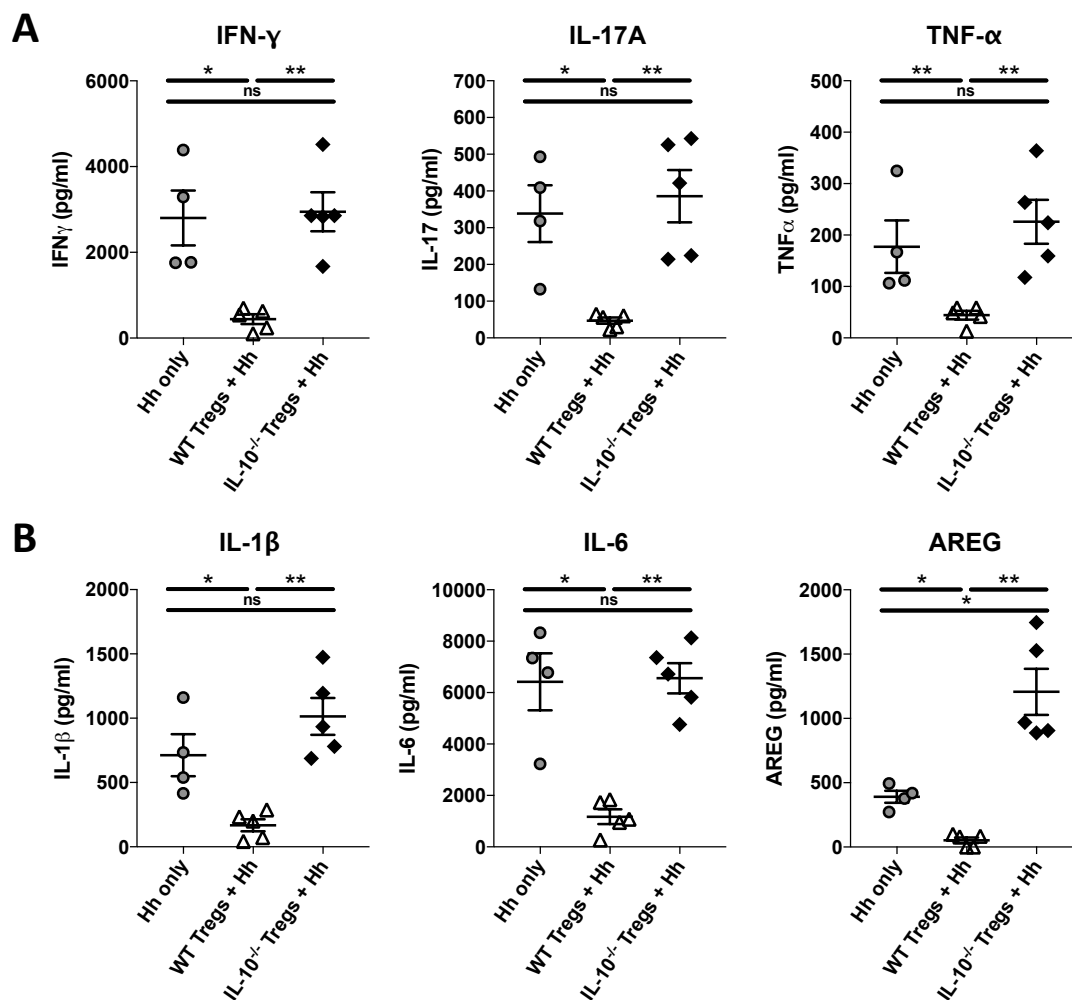 A
IFN-γ
IL-17A
TNF-α
* **
ns
* **
ns
** **
ns
IFNγ (pg/ml)
6000
4000
2000
0
IL-17 (pg/ml)
700
600
500
400
300
200
100
0
TNFα (pg/ml)
500
400
300
200
100
0
Hh only
WT Tregs + Hh
IL-10-/- Tregs + Hh
Hh only
WT Tregs + Hh
IL-10-/- Tregs + Hh
Hh only
WT Tregs + Hh
IL-10-/- Tregs + Hh
B
IL-1β
IL-6
AREG
* **
ns
* **
ns
* **
*
IL-1β (pg/ml)
2000
1500
1000
500
0
IL-6 (pg/ml)
10000
8000
6000
4000
2000
0
AREG (pg/ml)
2000
1500
1000
500
0
Hh only
WT Tregs + Hh
IL-10-/- Tregs + Hh
Hh only
WT Tregs + Hh
IL-10-/- Tregs + Hh
Hh only
WT Tregs + Hh
IL-10-/- Tregs + Hh